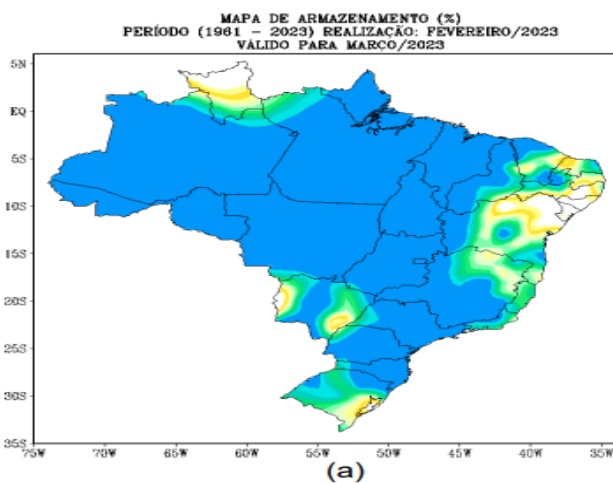 MAPA DE ARMAZENAMENTO (%)
PERÍODO (1961 - 2023) REALIZAÇÃO: FEVEREIRO/2023
VÁLIDO PARA MARÇO/2023
5N
EQ
5S
10S
15S
20S
25S
30S
35S
75W 70W 65W 60W 55W 50W 45W 40W 35W
(a)